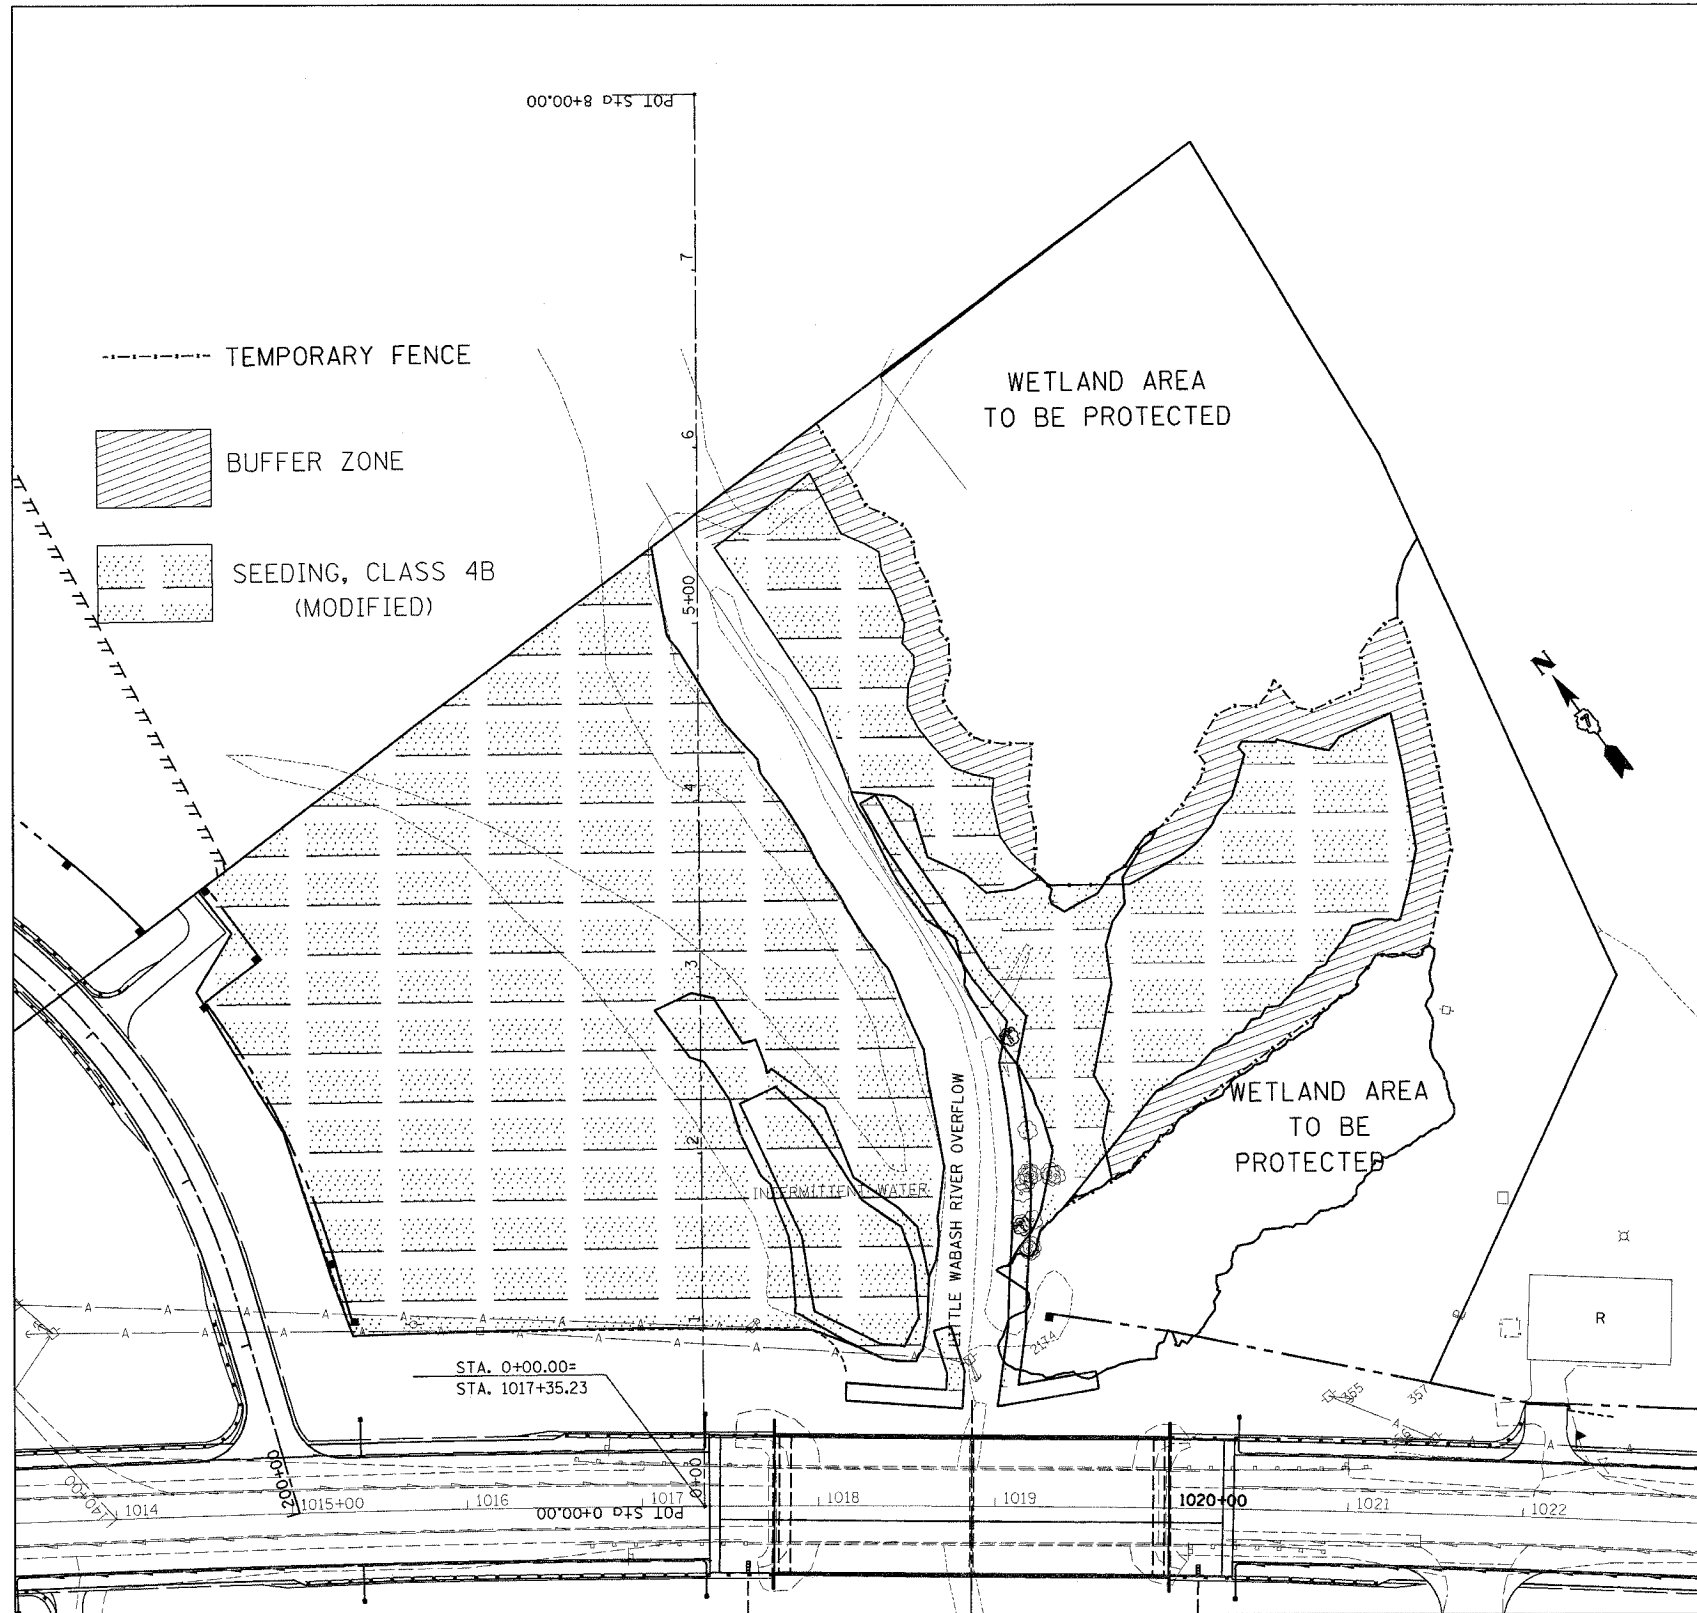 POT Sta 8+00.00
7
TEMPORARY FENCE
WETLAND AREA
TO BE PROTECTED
6
BUFFER ZONE
SEEDING, CLASS 4B
(MODIFIED)
5+00
N
4
3
WETLAND AREA
TO BE
PROTECTED
2
INTERMITTENT WATER
LITTLE WABASH RIVER OVERFLOW
1
A A A A A A A
A A A A A A A
2174
R
STA. 0+00.00=
STA. 1017+35.23
365
357
A
A A
200+00
0+00
140+00
1014
1015+00
1016
1017
1018
1019
1020+00
1021
1022
POT Sta 0+00.00